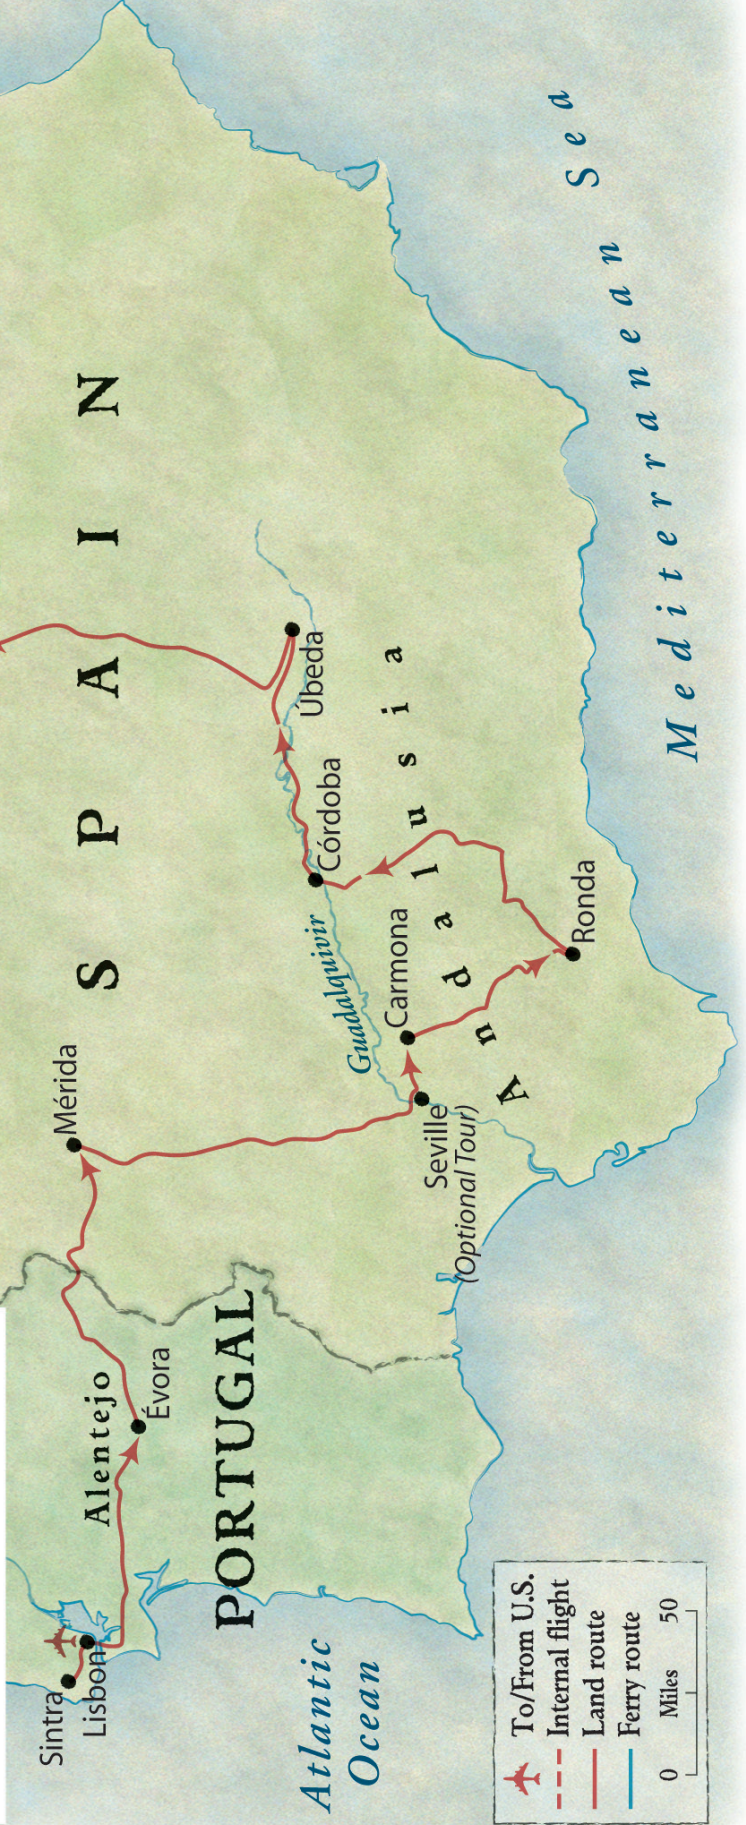 Sintra
Lisbon
Alentejo
Évora
PORTUGAL
Atlantic
Ocean
Mérida
SPAIN
Seville
(Optional Tour)
Carmona
Guadalquivir
Córdoba
Úbeda
Andalusia
Ronda
Mediterranean Sea
To/From U.S.
Internal flight
Land route
Ferry route
0 Miles 50